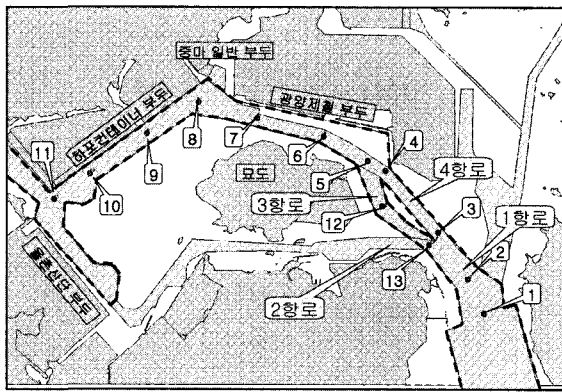 중마 일반 부두
광양제철 부두
하포컨테이너 부두
11
8
7
4
6
9
10
5
묘도
4항로
3항로
12
3
1항로
2
율촌산단 부두
13
2항로
1